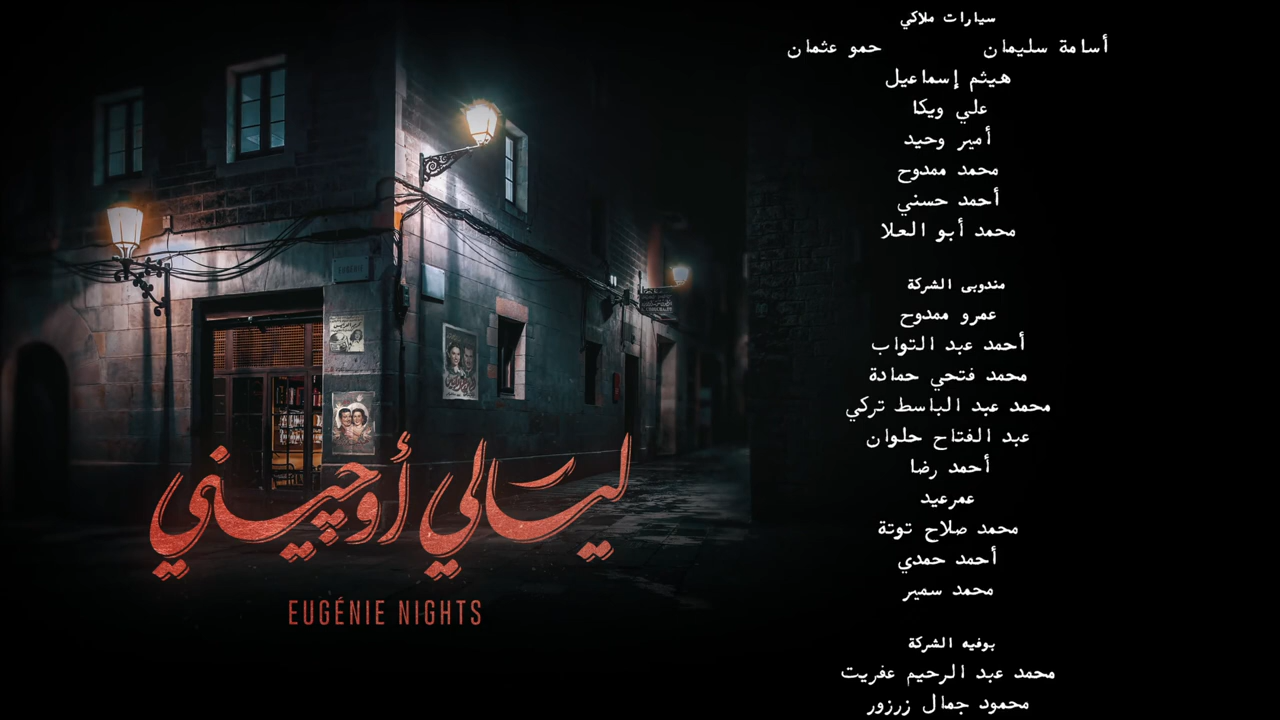 ليالي أوچيني
EUGÉNIE NIGHTS
سيارات ملاكي
أسامة سليمان حمو عثمان
هيثم إسماعيل
علي ويكا
أمير وحيد
محمد ممدوح
أحمد حسني
محمد أبو العلا
مندوبى الشركة
عمرو ممدوح
أحمد عبد التواب
محمد فتحي حمادة
محمد عبد الباسط تركي
عبد الفتاح حلوان
أحمد رضا
عمرعيد
محمد صلاح توتة
أحمد حمدي
محمد سمير
بوفيه الشركة
محمد عبد الرحيم عفريت
محمود جمال زرزور